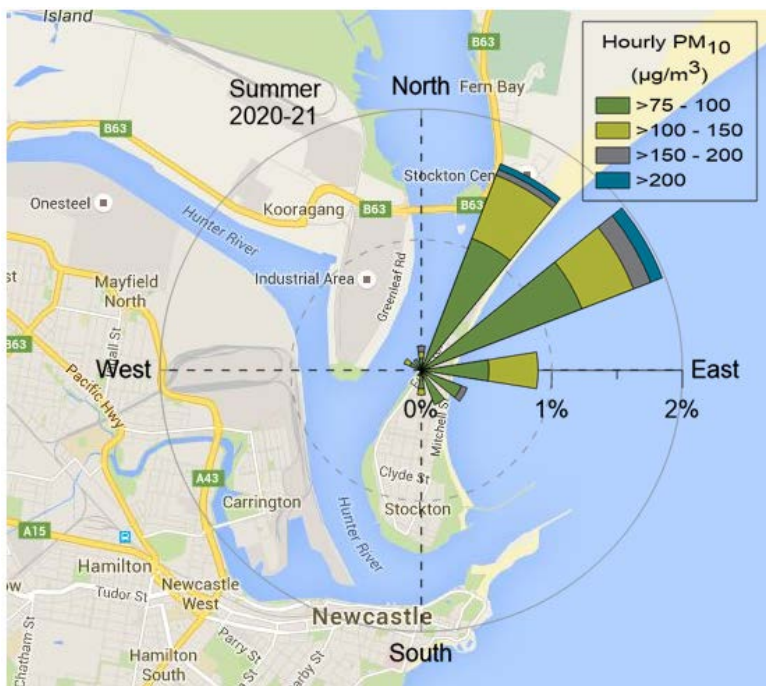 Island
B63
Hourly PM10
(µg/m³)
>75 - 100
>100 - 150
>150 - 200
>200
Summer
2020-21
North
Fern Bay
B63
Stockton Cen
Onesteel
Kooragang
B63
B63
Hunter River
Industrial Area
Greenleaf Rd
Mayfield
North
st
B63
Pacific Hwy
West
East
0%
1%
2%
Mitchell S
Clyde St
A43
Carrington
Stockton
Hunter River
A15
Hamilton
Newcastle
West
Tudor St
Newcastle
Chatham St
Parry St
Hamilton
South
South